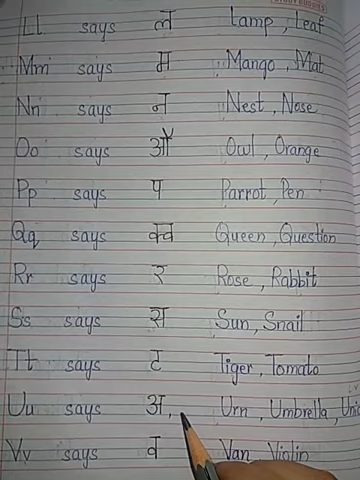 Ll says ल Lamp, Leaf
Mm says म Mango, Mat
Nn says न Nest, Nose
Oo says ऑ Owl, Orange
Pp says प Parrot, Pen
Qq says क्व Queen, Question
Rr says र Rose, Rabbit
Ss says स Sun, Snail
Tt says ट Tiger, Tomato
Uu says अ, Urn, Umbrella,
Vv says व Van, Violin